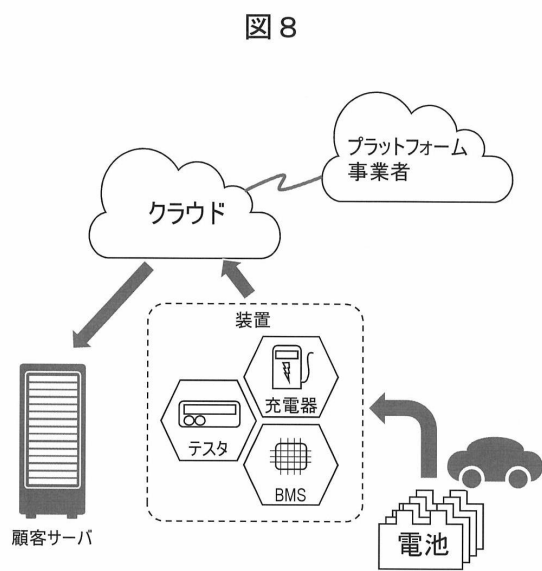 図8
プラットフォーム
事業者
クラウド
装置
充電器
テスタ
BMS
顧客サーバ
電池